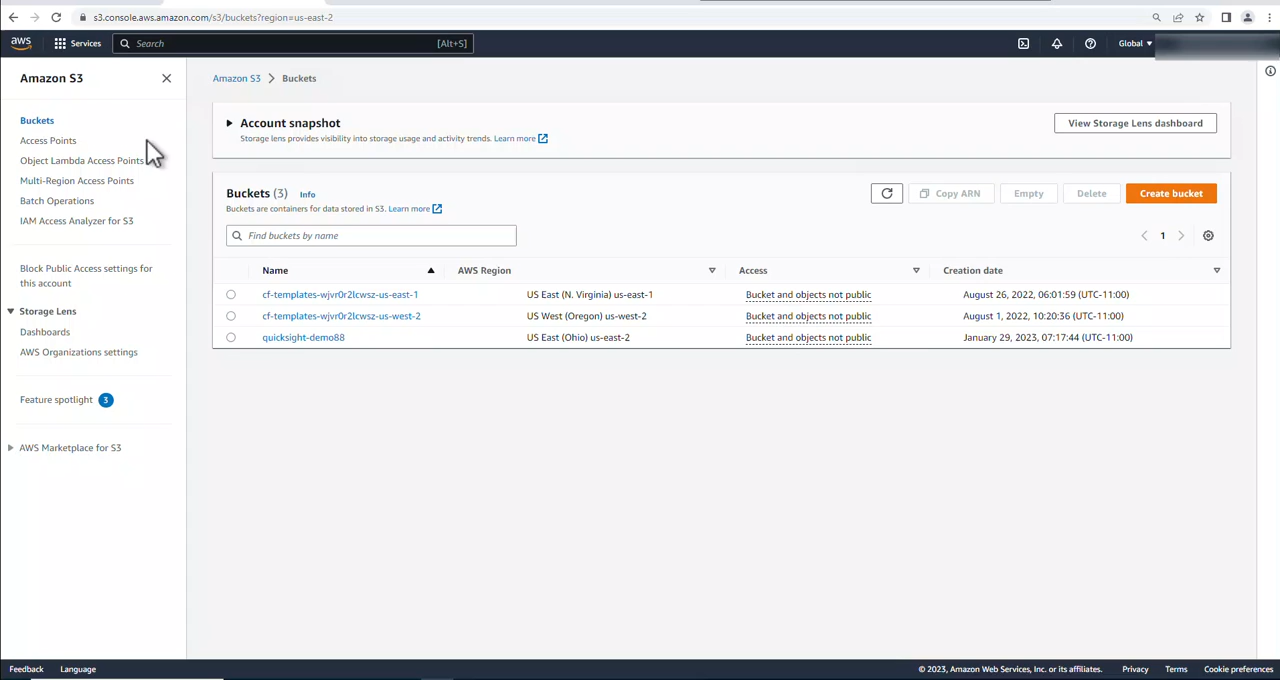 s3.console.aws.amazon.com/s3/buckets?region=us-east-2
aws
Services
Search
[Alt+S]
Global
Amazon S3
Buckets
Access Points
Object Lambda Access Points
Multi-Region Access Points
Batch Operations
IAM Access Analyzer for S3
Block Public Access settings for
this account
Storage Lens
Dashboards
AWS Organizations settings
Feature spotlight 3
AWS Marketplace for S3
Amazon S3 > Buckets
Account snapshot
Storage lens provides visibility into storage usage and activity trends. Learn more
View Storage Lens dashboard
Buckets (3) Info
Buckets are containers for data stored in S3. Learn more
Copy ARN
Empty
Delete
Create bucket
Find buckets by name
1
Name AWS Region Access Creation date
cf-templates-wjvr0r2lcwsz-us-east-1 US East (N. Virginia) us-east-1 Bucket and objects not public August 26, 2022, 06:01:59 (UTC-11:00)
cf-templates-wjvr0r2lcwsz-us-west-2 US West (Oregon) us-west-2 Bucket and objects not public August 1, 2022, 10:20:36 (UTC-11:00)
quicksight-demo88 US East (Ohio) us-east-2 Bucket and objects not public January 29, 2023, 07:17:44 (UTC-11:00)
Feedback Language © 2023, Amazon Web Services, Inc. or its affiliates. Privacy Terms Cookie preferences